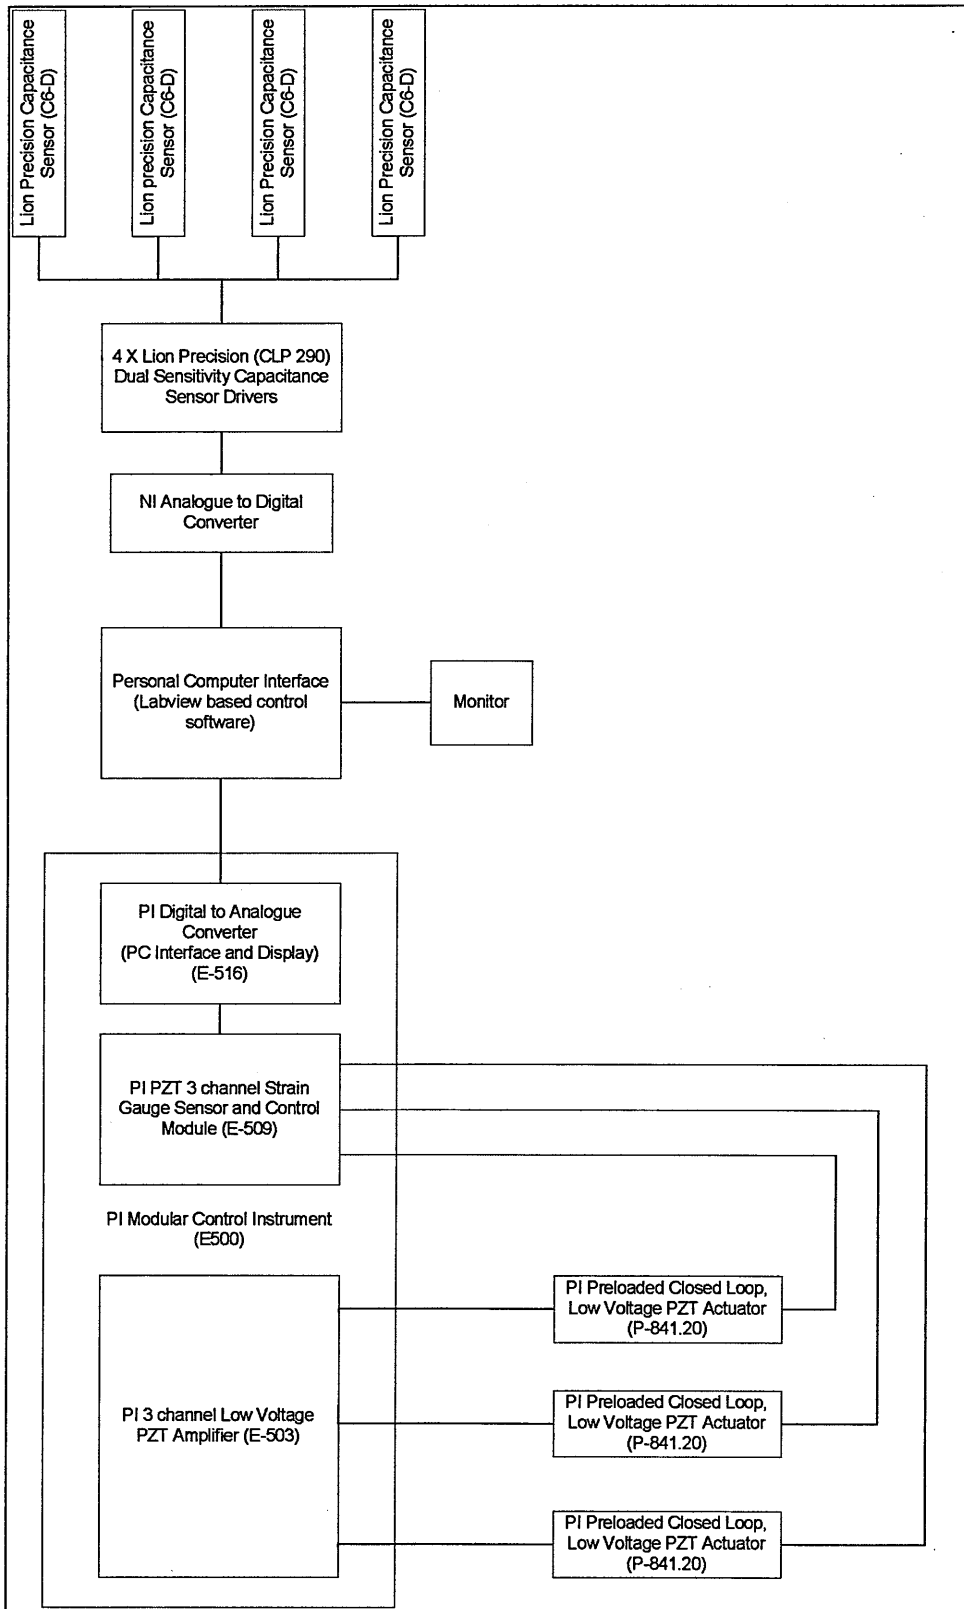 Lion Precision Capacitance
Sensor (C6-D)
Lion precision Capacitance
Sensor (C6-D)
Lion Precision Capacitance
Sensor (C6-D)
Lion Precision Capacitance
Sensor (C6-D)
4 X Lion Precision (CLP 290)
Dual Sensitivity Capacitance
Sensor Drivers
NI Analogue to Digital
Converter
Personal Computer Interface
(Labview based control
software)
Monitor
PI Digital to Analogue
Converter
(PC Interface and Display)
(E-516)
PI PZT 3 channel Strain
Gauge Sensor and Control
Module (E-509)
PI Modular Control Instrument
(E500)
PI 3 channel Low Voltage
PZT Amplifier (E-503)
PI Preloaded Closed Loop,
Low Voltage PZT Actuator
(P-841.20)
PI Preloaded Closed Loop,
Low Voltage PZT Actuator
(P-841.20)
PI Preloaded Closed Loop,
Low Voltage PZT Actuator
(P-841.20)